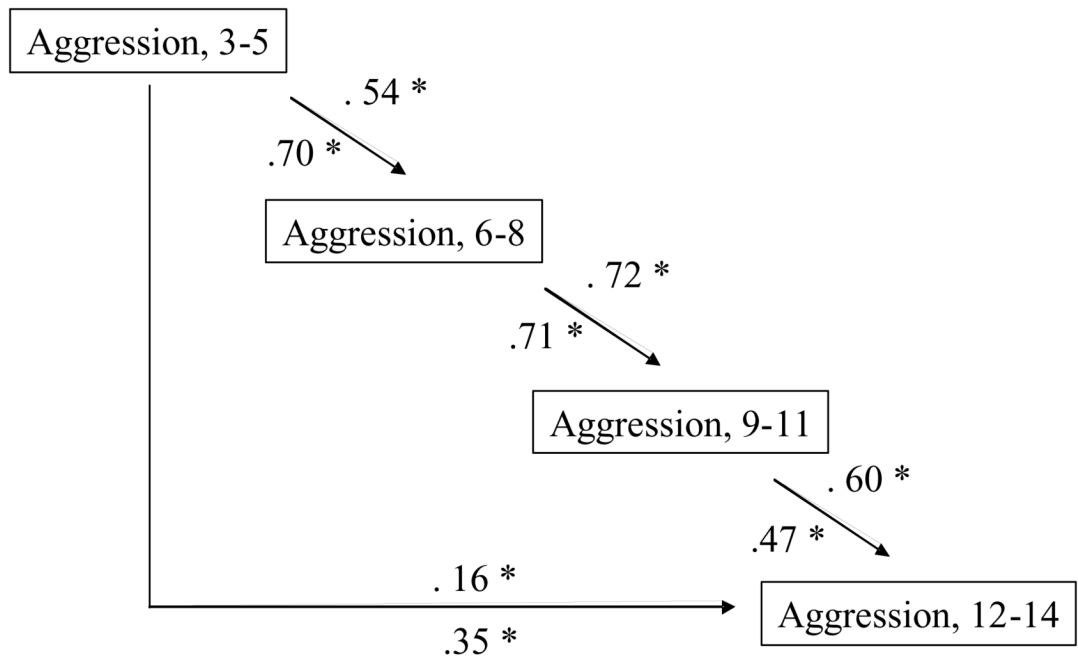 Aggression, 3-5
. 54 *
.70 *
Aggression, 6-8
. 72 *
.71 *
Aggression, 9-11
. 60 *
.47 *
. 16 *
Aggression, 12-14
.35 *